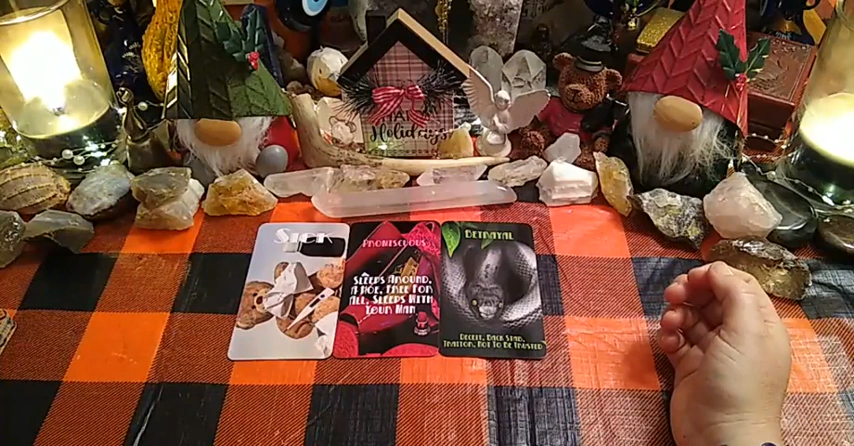 Holidays
SICK
PROMISCUOUS
SLEEPS AROUND,
A HOE, FREE FOR
ALL, SLEEPS WITH
YOUR MAN
BETRAYAL
DECEIT, BACK STAB,
TRAITOR, NOT TO BE TRUSTED